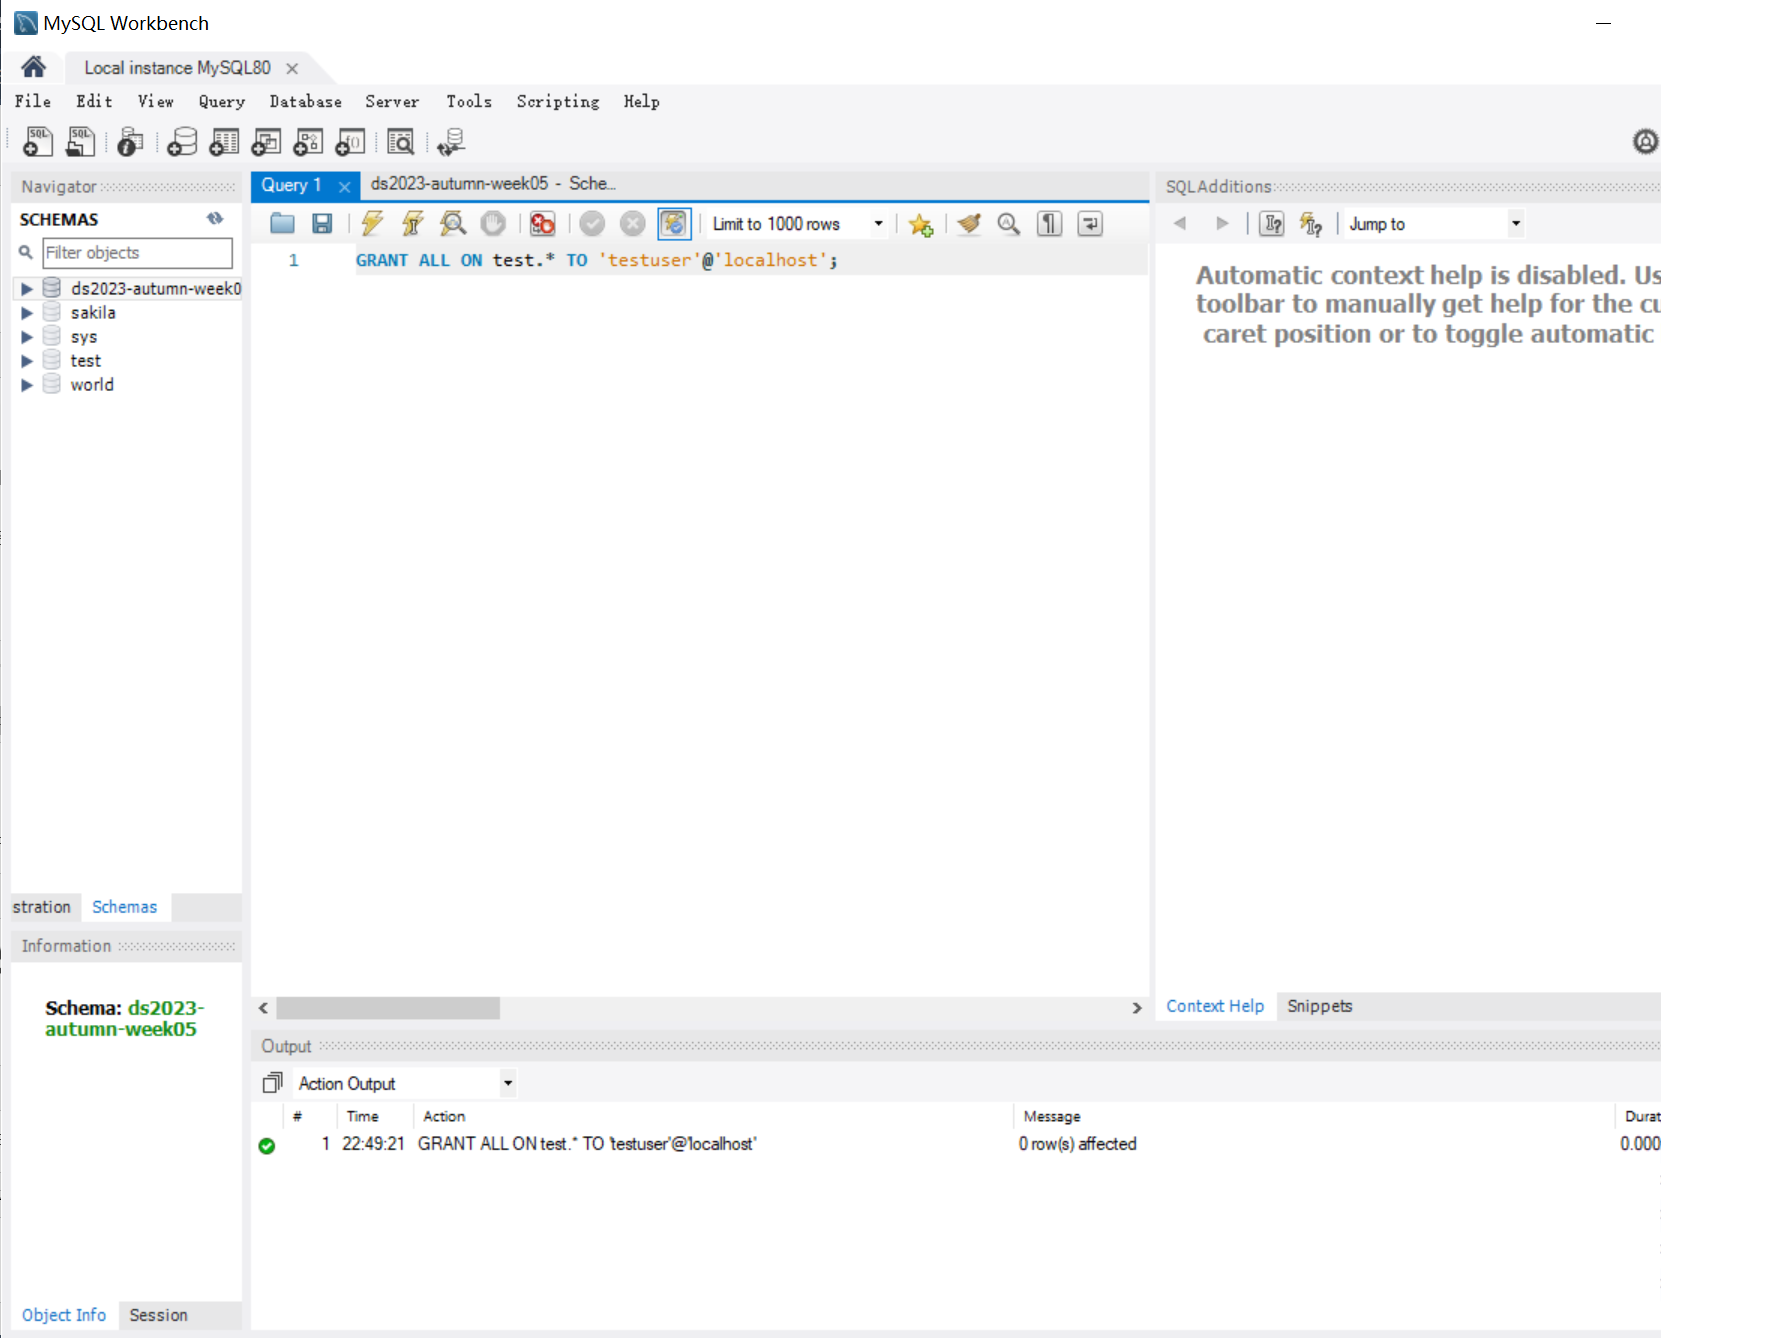 MySQL Workbench
Local instance MySQL80
File Edit View Query Database Server Tools Scripting Help
Navigator
SCHEMAS
Filter objects
ds2023-autumn-week0
sakila
sys
test
world
stration Schemas
Information
Schema: ds2023-
autumn-week05
Object Info Session
Query 1 ds2023-autumn-week05 - Sche...
Limit to 1000 rows
1 GRANT ALL ON test.* TO 'testuser'@'localhost';
SQLAdditions
Jump to
Automatic context help is disabled. Us
toolbar to manually get help for the cu
caret position or to toggle automatic
Context Help Snippets
Output
Action Output
# Time Action Message Durat
1 22:49:21 GRANT ALL ON test.* TO 'testuser'@'localhost' 0 row(s) affected 0.000